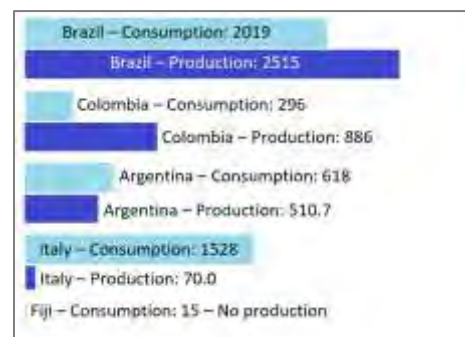 Brazil – Consumption: 2019
Brazil – Production: 2515
Colombia – Consumption: 296
Colombia – Production: 886
Argentina – Consumption: 618
Argentina – Production: 510.7
Italy – Consumption: 1528
Italy – Production: 70.0
Fiji – Consumption: 15 – No production